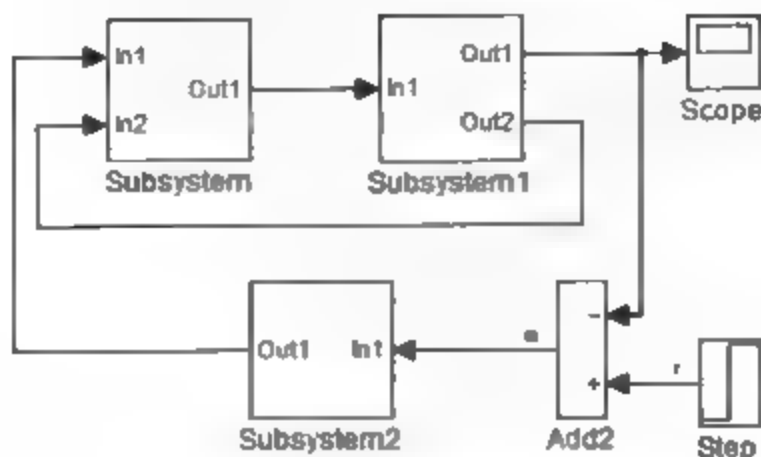 In1
Out1
In2
Subsystem
In1
Out1
Out2
Subsystem1
Scope
Out1
In1
Subsystem2
e
-
+
Add2
r
Step